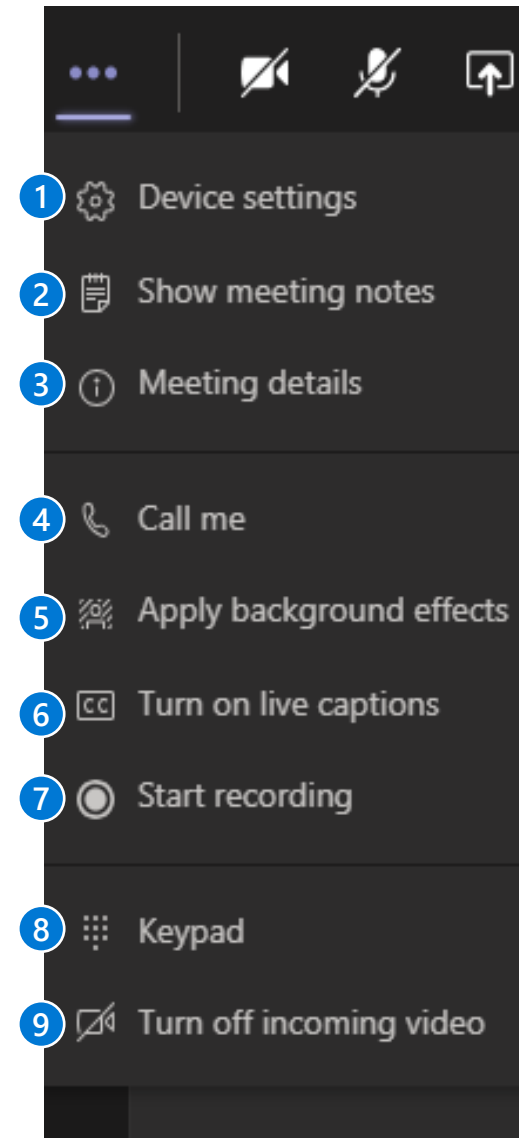 1 Device settings
2 Show meeting notes
3 Meeting details
4 Call me
5 Apply background effects
6 CC Turn on live captions
7 Start recording
8 Keypad
9 Turn off incoming video